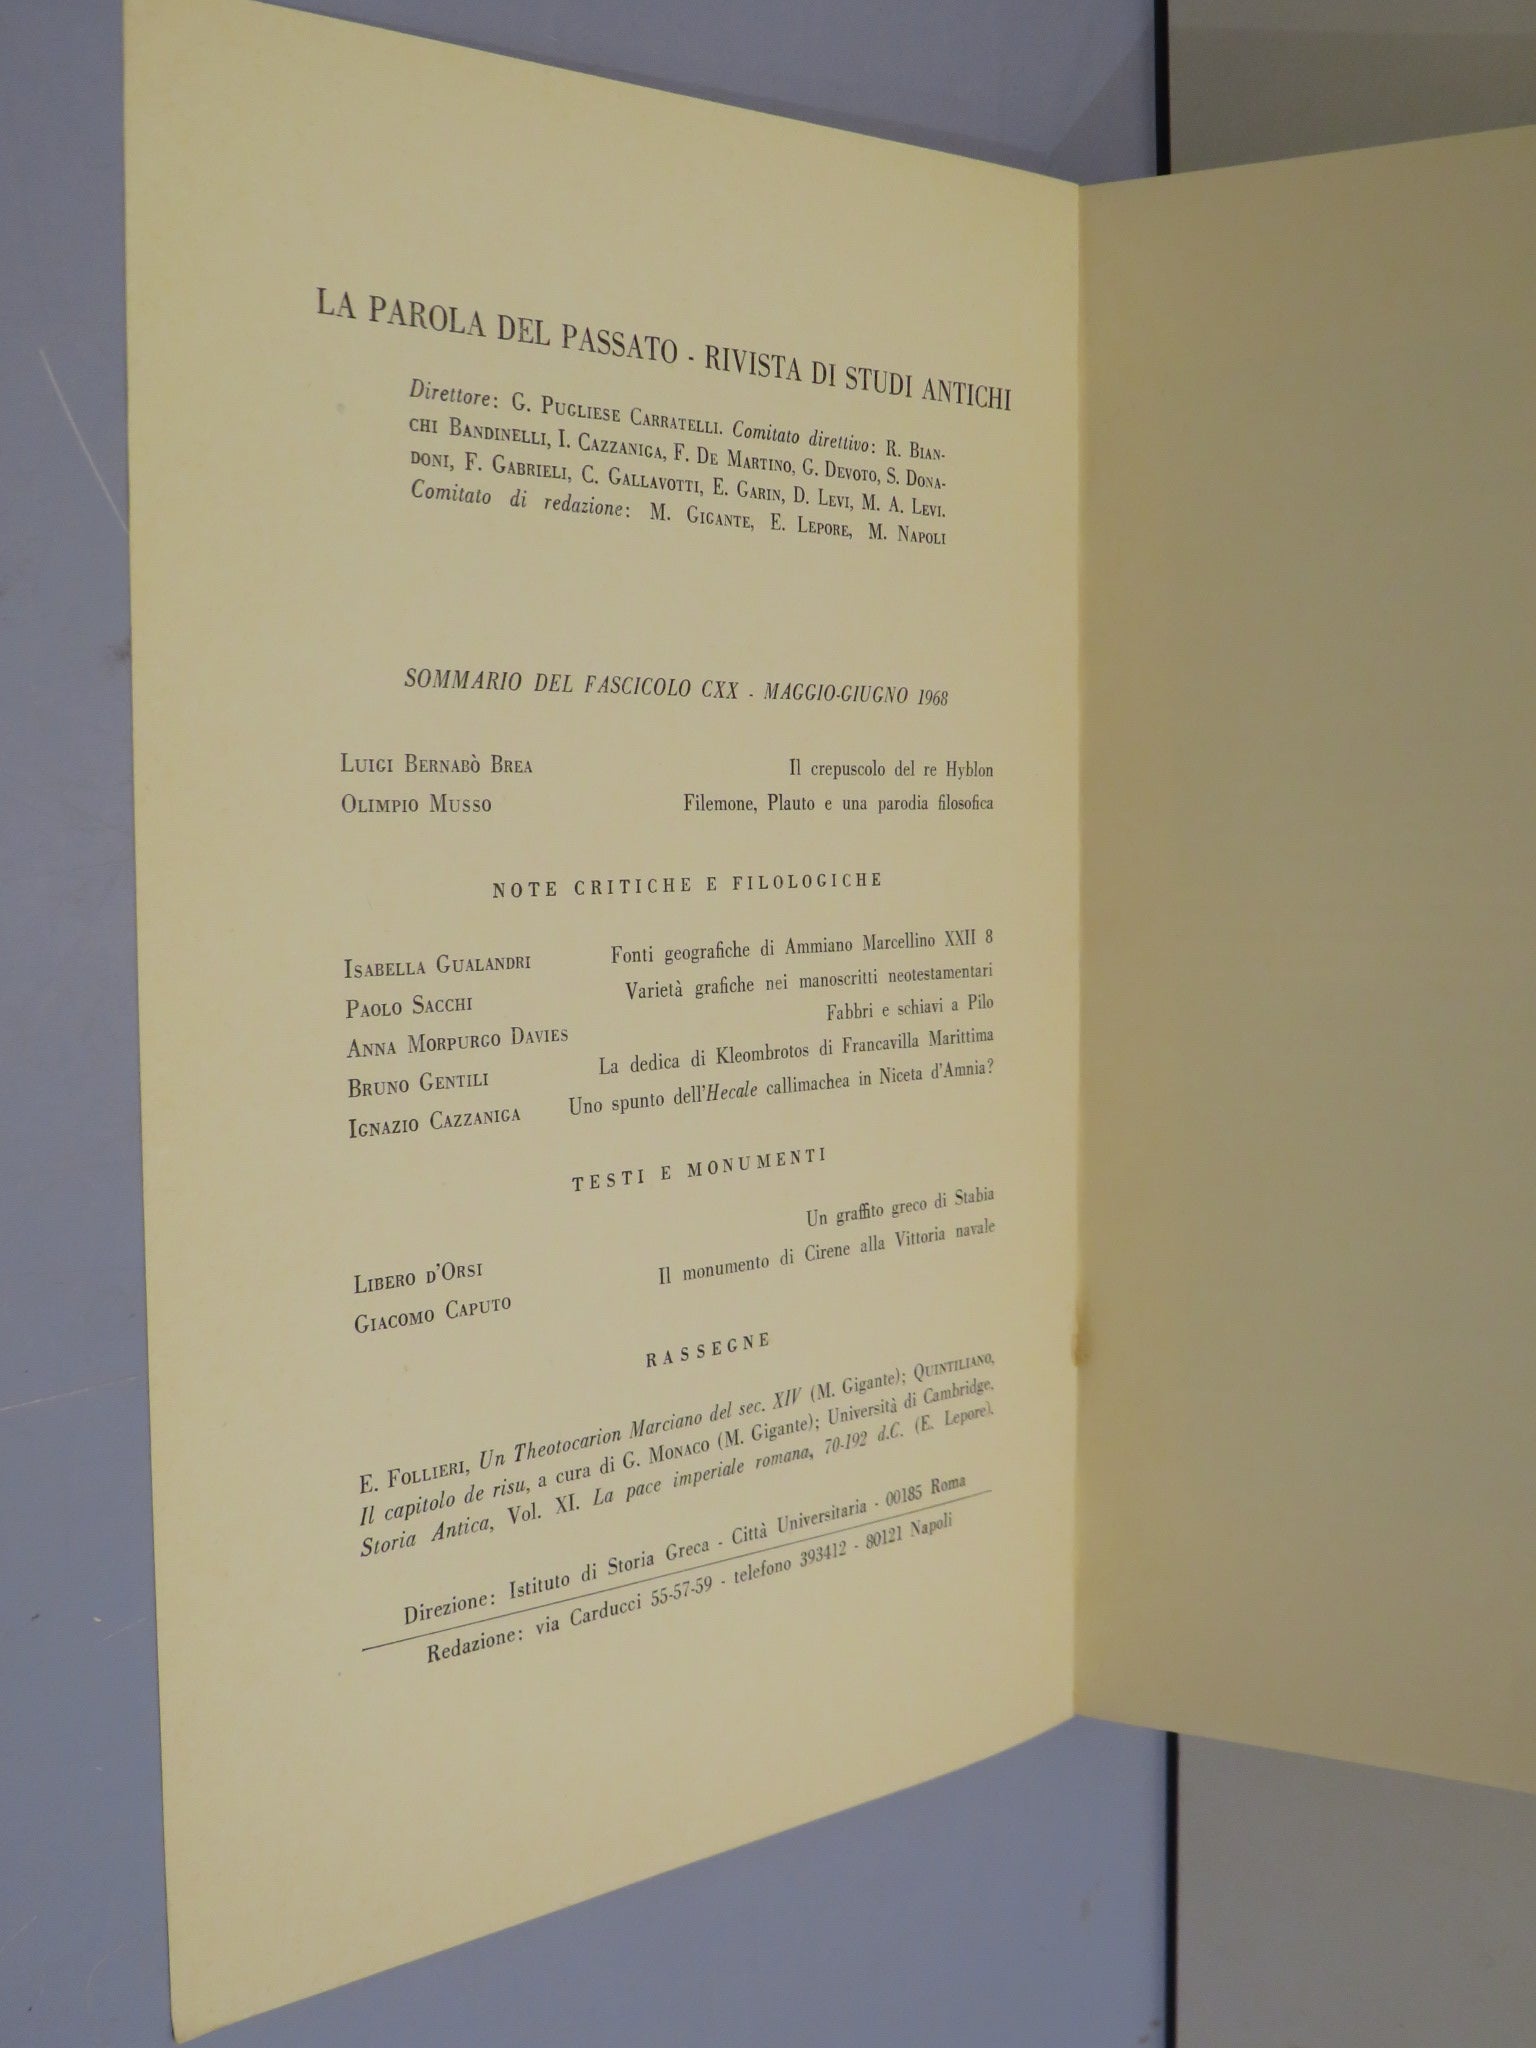 LA PAROLA DEL PASSATO - RIVISTA DI STUDI ANTICHI
Direttore: G. PUGLIESE CARRATELLI. Comitato direttivo: R. BIAN-
CHI BANDINELLI, I. CAZZANIGA, F. DE MARTINO, G. DEVOTO, S. DONA-
DONI, F. GABRIELI, C. GALLAVOTTI, E. GARIN, D. LEVI, M. A. LEVI.
Comitato di redazione: M. GIGANTE, E. LEPORE, M. NAPOLI
SOMMARIO DEL FASCICOLO CXX - MAGGIO-GIUGNO 1968
LUIGI BERNABÒ BREA Il crepuscolo del re Hyblon
OLIMPIO MUSSO Filemone, Plauto e una parodia filosofica
NOTE CRITICHE E FILOLOGICHE
ISABELLA GUALANDRI Fonti geografiche di Ammiano Marcellino XXII 8
PAOLO SACCHI Varietà grafiche nei manoscritti neotestamentari
ANNA MORPURGO DAVIES Fabbri e schiavi a Pilo
BRUNO GENTILI La dedica di Kleombrotos di Francavilla Marittima
IGNAZIO CAZZANIGA Uno spunto dell'Hecale callimachea in Niceta d'Amnia?
TESTI E MONUMENTI
LIBERO D'ORSI Un graffito greco di Stabia
GIACOMO CAPUTO Il monumento di Cirene alla Vittoria navale
RASSEGNE
E. FOLLIERI, Un Theotocarion Marciano del sec. XIV (M. Gigante); QUINTILIANO,
Il capitolo de risu, a cura di G. MONACO (M. Gigante); Università di Cambridge.
Storia Antica, Vol. XI. La pace imperiale romana, 70-192 d.C. (E. Lepore).
Direzione: Istituto di Storia Greca - Città Universitaria - 00185 Roma
Redazione: via Carducci 55-57-59 - telefono 393412 - 80121 Napoli